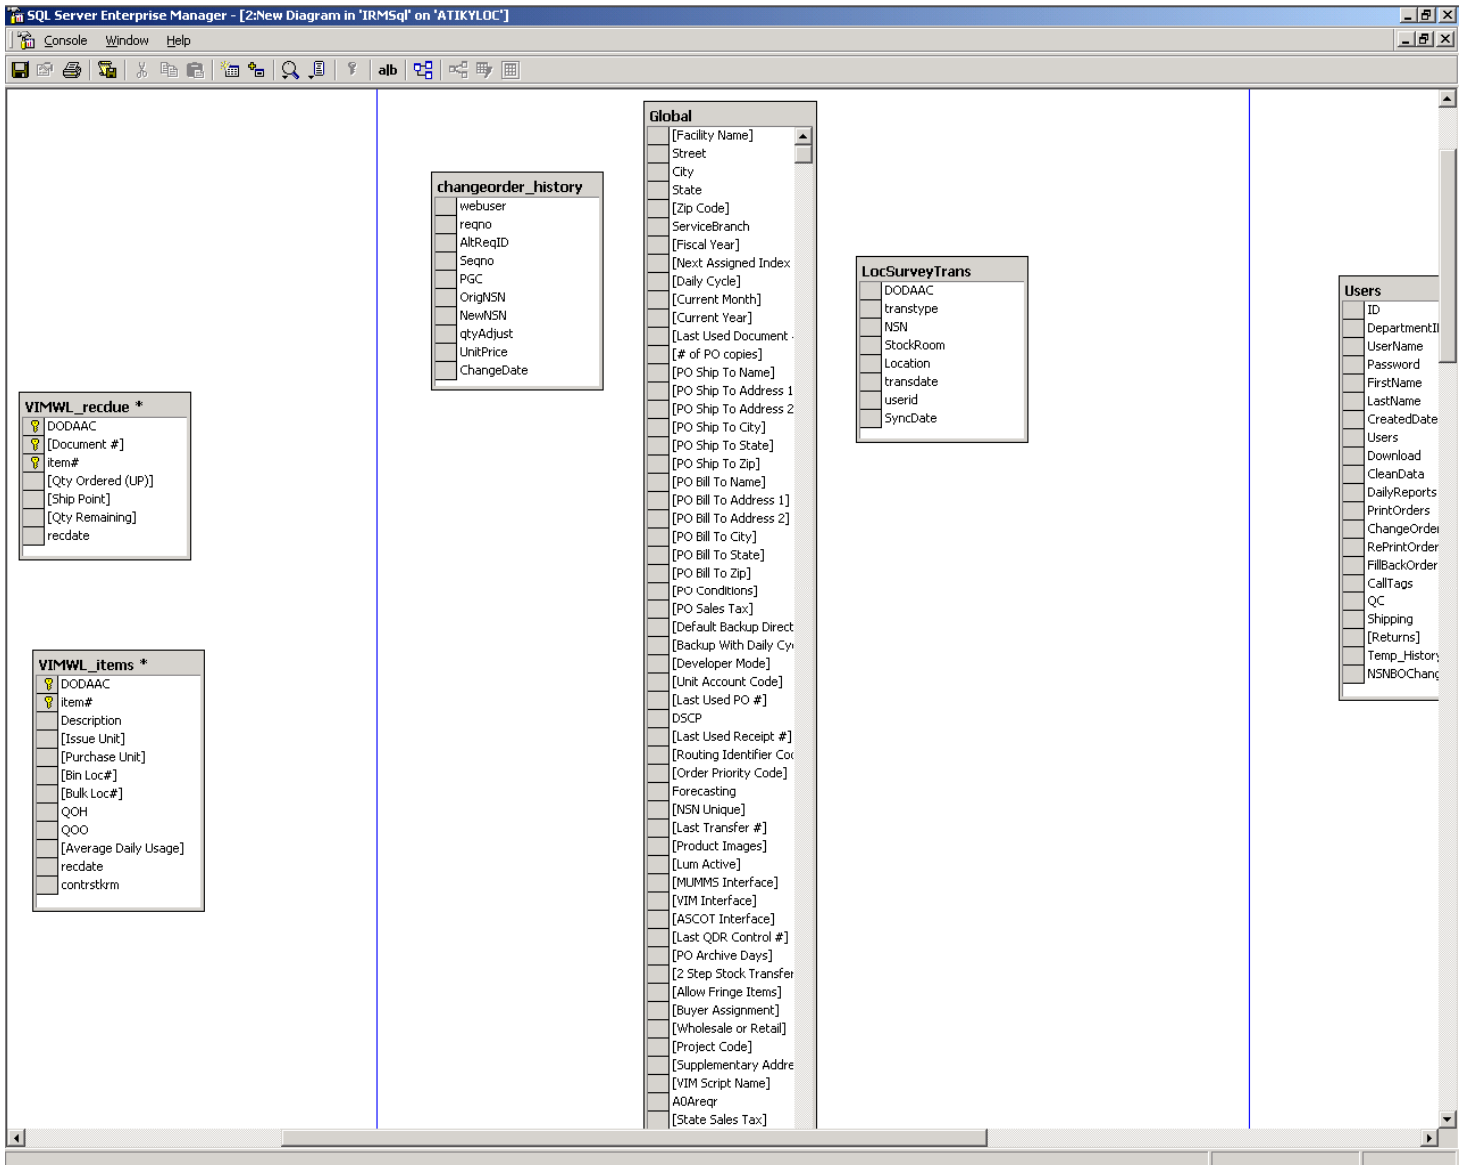 SQL Server Enterprise Manager - [2:New Diagram in 'IRMSql' on 'ATIKYLOC']
Console Window Help
a|b
VIMWL_recdue *
DODAAC
[Document #]
item#
[Qty Ordered (UP)]
[Ship Point]
[Qty Remaining]
recdate
VIMWL_items *
DODAAC
item#
Description
[Issue Unit]
[Purchase Unit]
[Bin Loc#]
[Bulk Loc#]
QOH
QOO
[Average Daily Usage]
recdate
contrstkrm
changeorder_history
webuser
reqno
AltReqID
Seqno
PGC
OrigNSN
NewNSN
qtyAdjust
UnitPrice
ChangeDate
Global
[Facility Name]
Street
City
State
[Zip Code]
ServiceBranch
[Fiscal Year]
[Next Assigned Index
[Daily Cycle]
[Current Month]
[Current Year]
[Last Used Document
[# of PO copies]
[PO Ship To Name]
[PO Ship To Address 1
[PO Ship To Address 2
[PO Ship To City]
[PO Ship To State]
[PO Ship To Zip]
[PO Bill To Name]
[PO Bill To Address 1]
[PO Bill To Address 2]
[PO Bill To City]
[PO Bill To State]
[PO Bill To Zip]
[PO Conditions]
[PO Sales Tax]
[Default Backup Direct
[Backup With Daily Cy
[Developer Mode]
[Unit Account Code]
[Last Used PO #]
DSCP
[Last Used Receipt #]
[Routing Identifier Co
[Order Priority Code]
Forecasting
[NSN Unique]
[Last Transfer #]
[Product Images]
[Lum Active]
[MUMMS Interface]
[VIM Interface]
[ASCOT Interface]
[Last QDR Control #]
[PO Archive Days]
[2 Step Stock Transfer
[Allow Fringe Items]
[Buyer Assignment]
[Wholesale or Retail]
[Project Code]
[Supplementary Addre
[VIM Script Name]
A0Areqr
[State Sales Tax]
LocSurveyTrans
DODAAC
transtype
NSN
StockRoom
Location
transdate
userid
SyncDate
Users
ID
DepartmentI
UserName
Password
FirstName
LastName
CreatedDate
Users
Download
CleanData
DailyReports
PrintOrders
ChangeOrder
RePrintOrder
FillBackOrder
CallTags
QC
Shipping
[Returns]
Temp_History
NSNBOChang